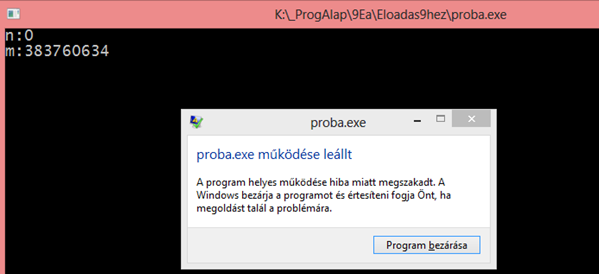 K:\_ProgAlap\9Ea\Eloadas9hez\proba.exe
n:0
m:383760634
proba.exe
proba.exe működése leállt
A program helyes működése hiba miatt megszakadt. A
Windows bezárja a programot és értesíteni fogja Önt, ha
megoldást talál a problémára.
Program bezárása